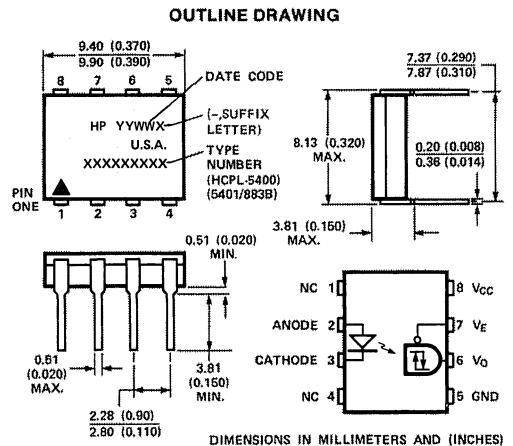 OUTLINE DRAWING
9.40 (0.370)
9.90 (0.390)
8 7 6 5
DATE CODE
HP YYWWX
(–,SUFFIX
LETTER)
U.S.A.
XXXXXXXXX
TYPE
NUMBER
(HCPL-5400)
(5401/883B)
PIN
ONE
1 2 3 4
7.37 (0.290)
7.87 (0.310)
8.13 (0.320)
MAX.
0.20 (0.008)
0.36 (0.014)
3.81 (0.150)
MAX.
0.51 (0.020)
MIN.
0.61
(0.020)
MAX.
3.81
(0.150)
MIN.
2.28 (0.90)
2.80 (0.110)
NC 1
ANODE 2
CATHODE 3
NC 4
8 VCC
7 VE
6 VO
5 GND
DIMENSIONS IN MILLIMETERS AND (INCHES)